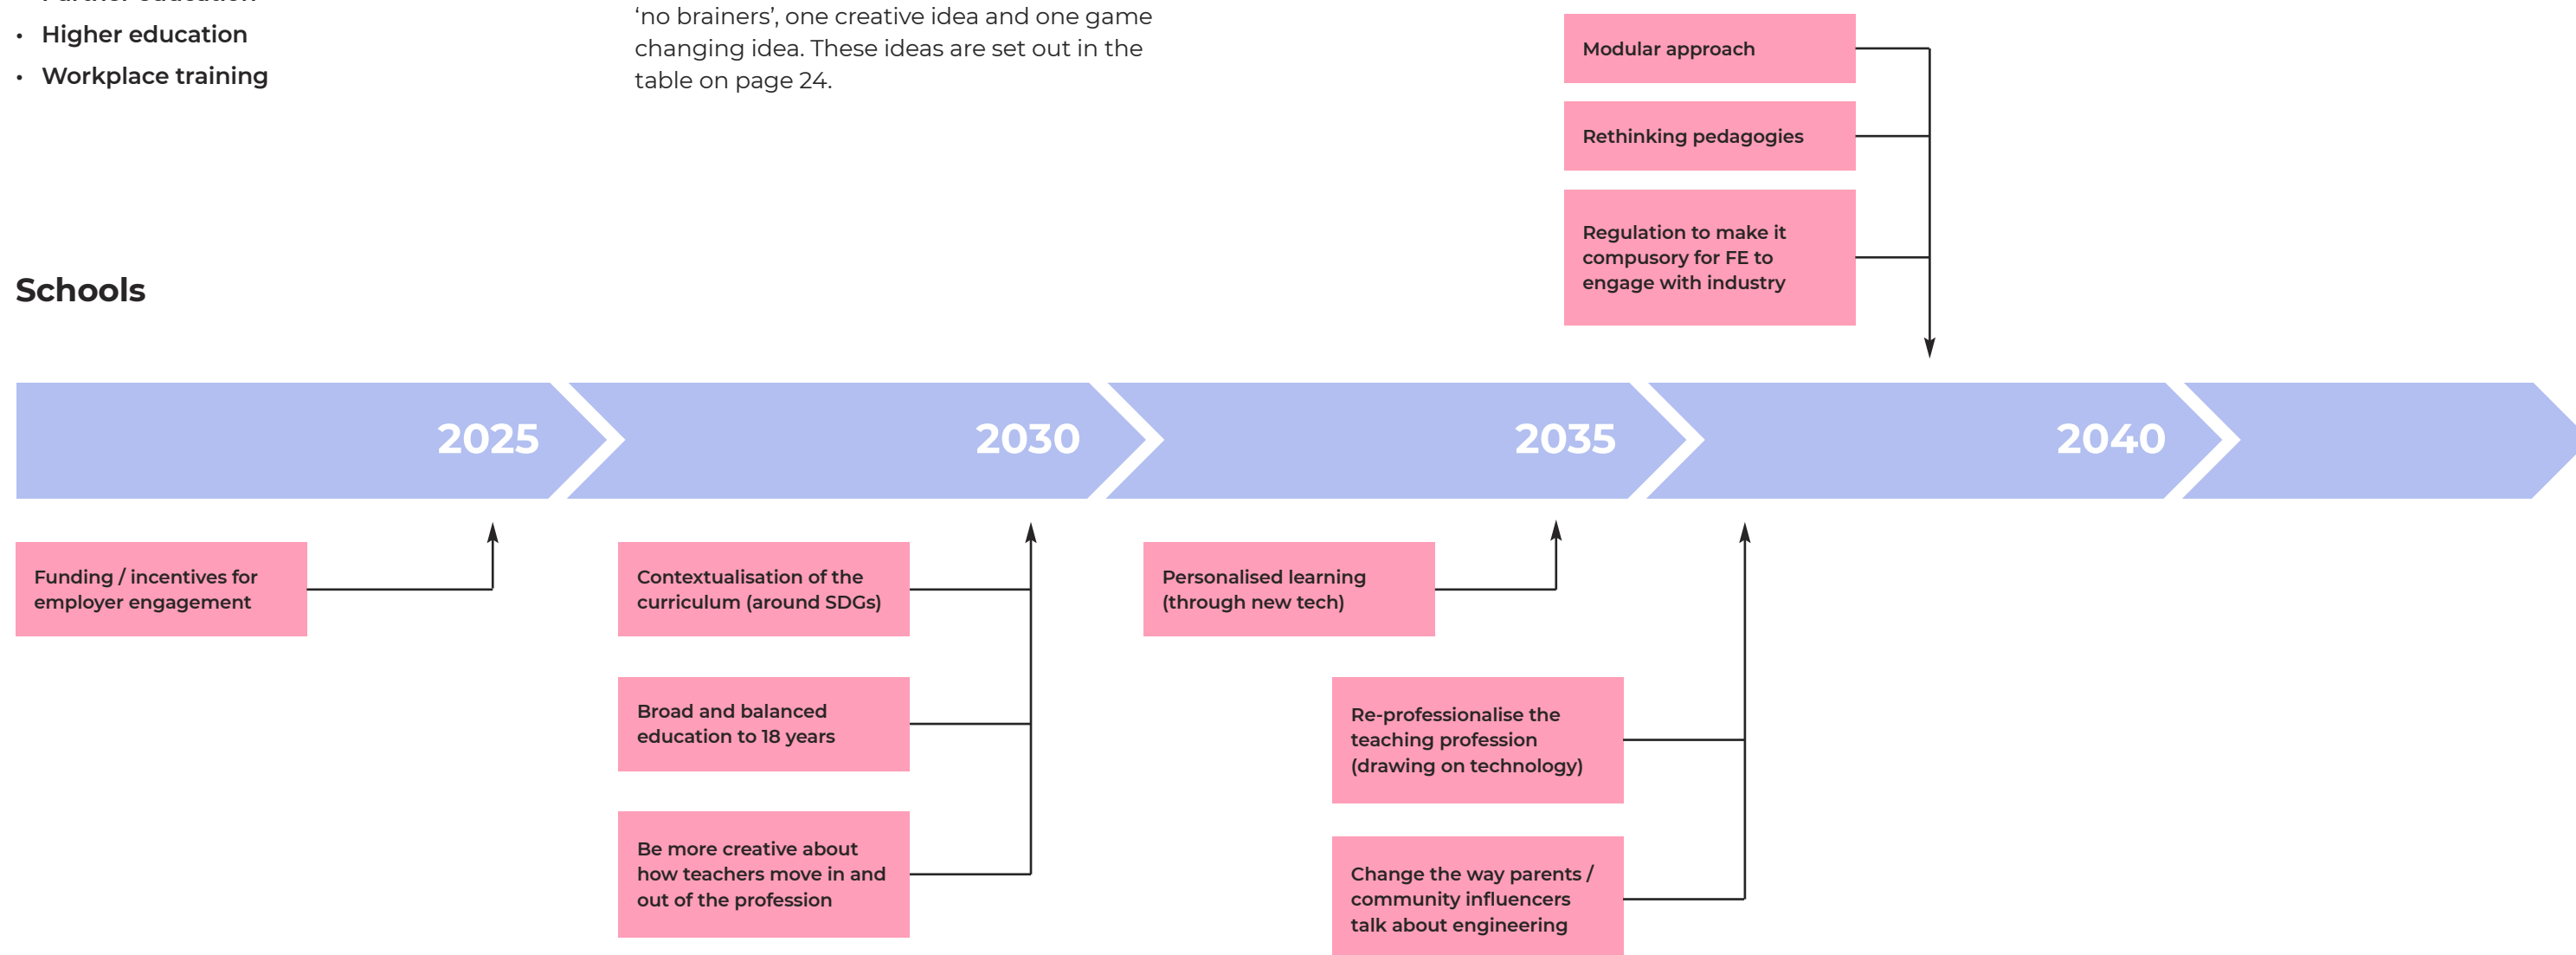 • Higher education
• Workplace training
‘no brainers’, one creative idea and one game
changing idea. These ideas are set out in the
table on page 24.
Modular approach
Rethinking pedagogies
Regulation to make it
compusory for FE to
engage with industry
Schools
2025
2030
2035
2040
Funding / incentives for
employer engagement
Contextualisation of the
curriculum (around SDGs)
Broad and balanced
education to 18 years
Be more creative about
how teachers move in and
out of the profession
Personalised learning
(through new tech)
Re-professionalise the
teaching profession
(drawing on technology)
Change the way parents /
community influencers
talk about engineering